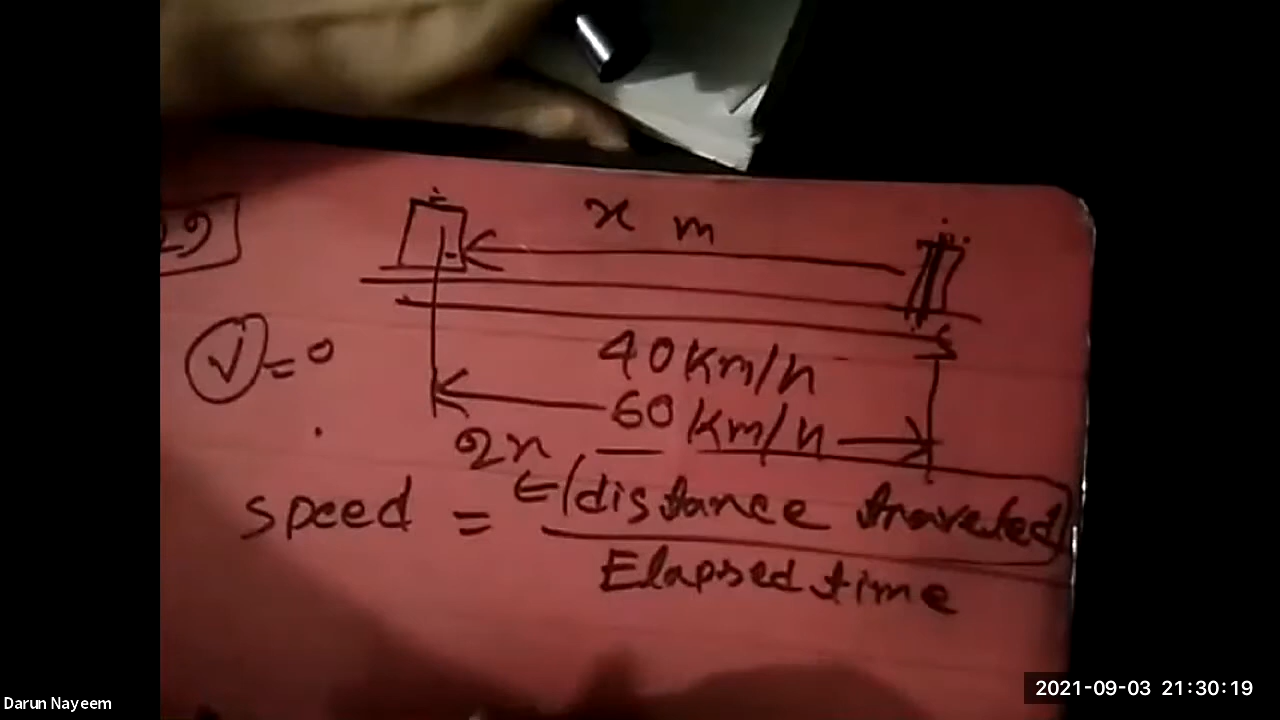 29
x m
V = 0
40 Km/h
60 Km/h
2x
speed = (distance traveled)
Elapsed time
Darun Nayeem
2021-09-03 21:30:19